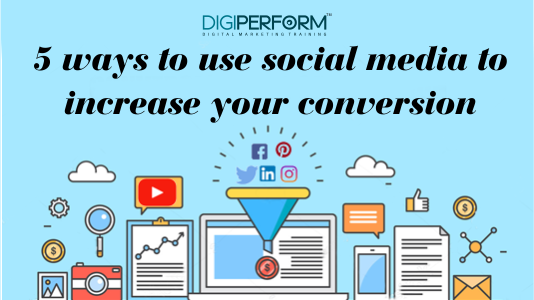 DIGIPERFORM™
DIGITAL MARKETING TRAINING
5 ways to use social media to
increase your conversion